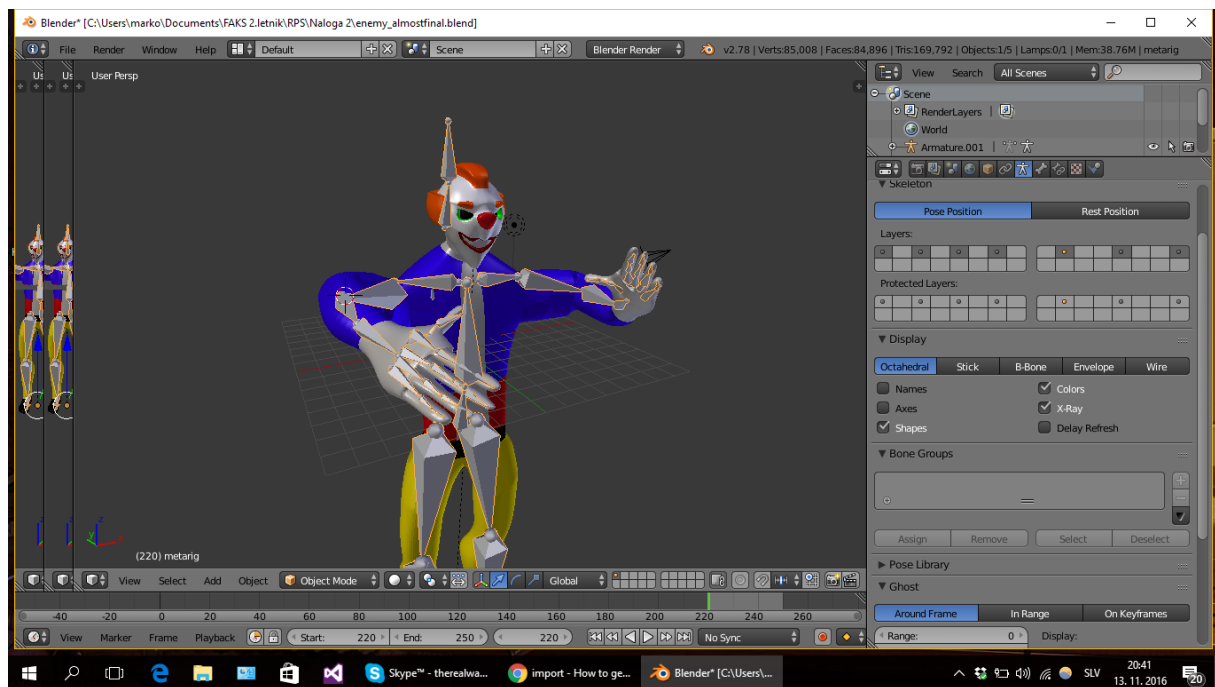 Blender* [C:\Users\marko\Documents\FAKS 2.letnik\RPS\Naloga 2\enemy_almostfinal.blend]
File Render Window Help Default Scene Blender Render v2.78 | Verts:85,008 | Faces:84,896 | Tris:169,792 | Objects:1/5 | Lamps:0/1 | Mem:38.76M | metarig
Us Us User Persp
View Search All Scenes
Scene
RenderLayers |
World
Armature.001 |
Skeleton
Pose Position Rest Position
Layers:
Protected Layers:
Display
Octahedral Stick B-Bone Envelope Wire
Names Colors
Axes X-Ray
Shapes Delay Refresh
Bone Groups
Assign Remove Select Deselect
Pose Library
Ghost
Around Frame In Range On Keyframes
Range: 0 Display:
z z z
y x
(220) metarig
View Select Add Object Object Mode Global
-40 -20 0 20 40 60 80 100 120 140 160 180 200 220 240 260
View Marker Frame Playback Start: 220 End: 250 220 No Sync
Skype™ - therealwa... import - How to ge... Blender* [C:\Users\... SLV 20:41
13. 11. 2016 20